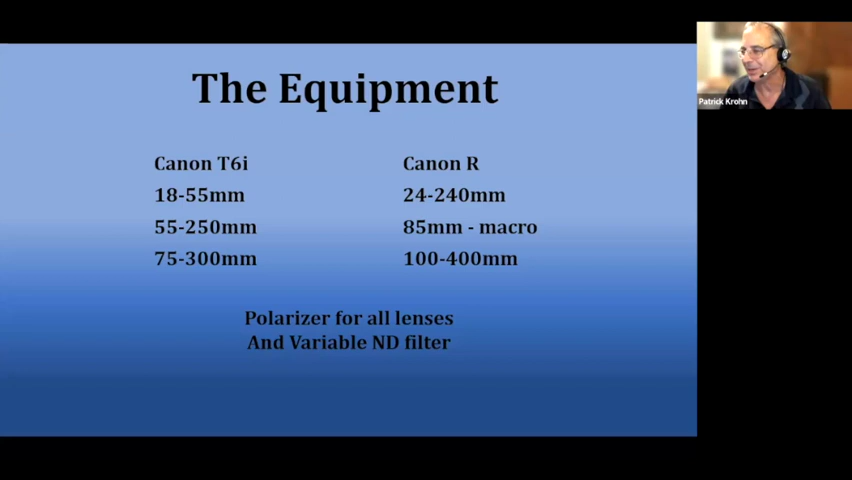 The Equipment
Canon T6i
18-55mm
55-250mm
75-300mm
Canon R
24-240mm
85mm - macro
100-400mm
Polarizer for all lenses
And Variable ND filter
Patrick Krohn